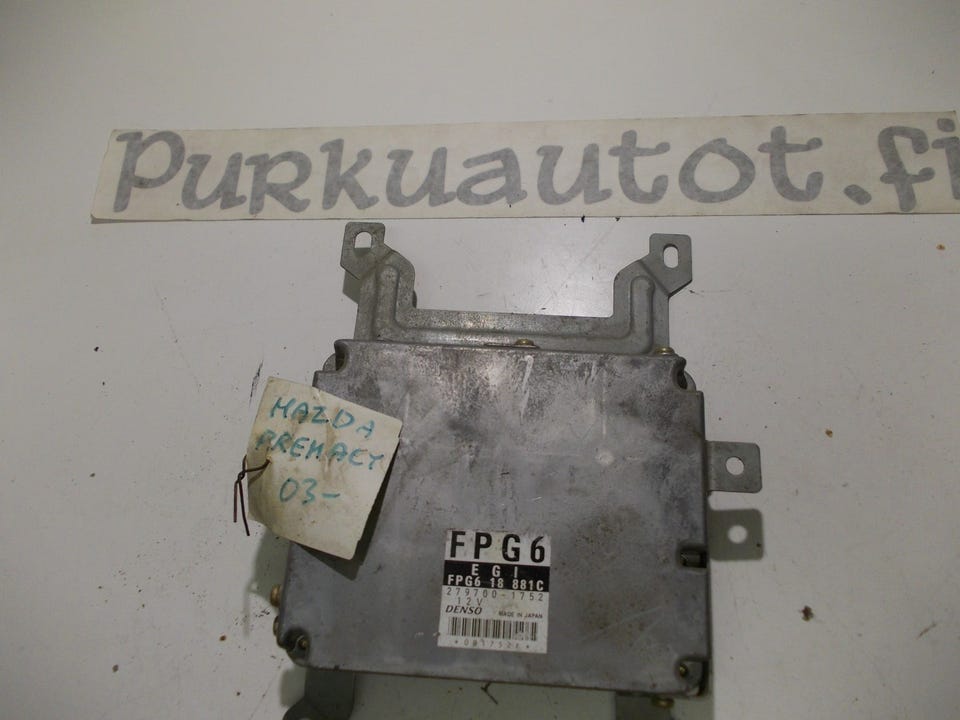 Purkuautot.fi
MAZDA
PREMACY
03-
FPG6
EGI
FPG6 18 881C
279700-1752
12V
DENSO MADE IN JAPAN